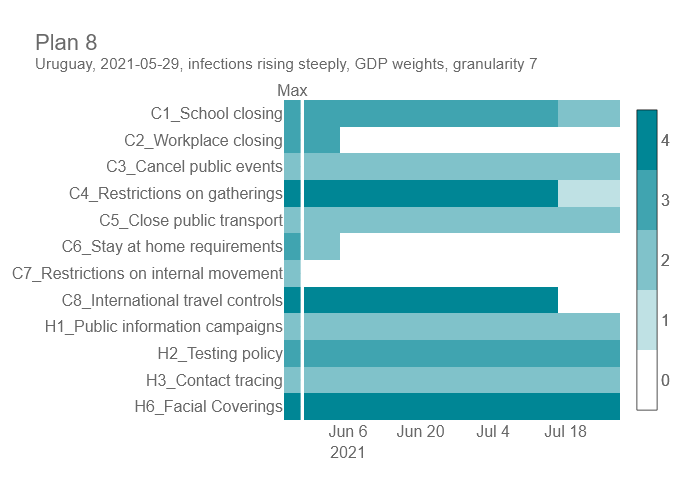 Plan 8
Uruguay, 2021-05-29, infections rising steeply, GDP weights, granularity 7
Max
C1_School closing
C2_Workplace closing
C3_Cancel public events
C4_Restrictions on gatherings
C5_Close public transport
C6_Stay at home requirements
C7_Restrictions on internal movement
C8_International travel controls
H1_Public information campaigns
H2_Testing policy
H3_Contact tracing
H6_Facial Coverings
Jun 6 Jun 20 Jul 4 Jul 18
2021
4
3
2
1
0